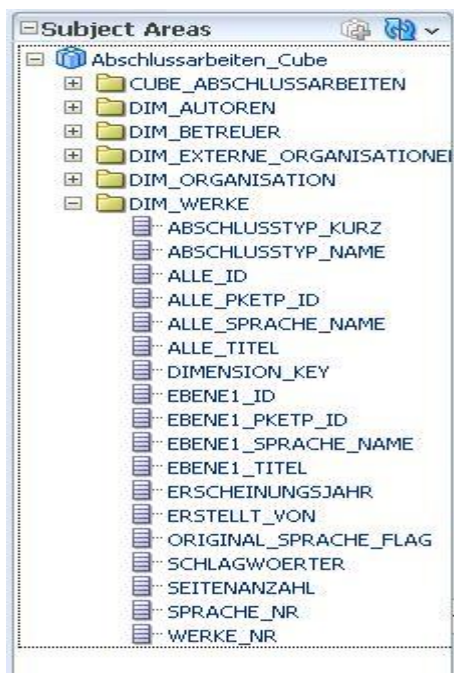 Subject Areas
Abschlussarbeiten_Cube
CUBE_ABSCHLUSSARBEITEN
DIM_AUTOREN
DIM_BETREUER
DIM_EXTERNE_ORGANISATIONE
DIM_ORGANISATION
DIM_WERKE
ABSCHLUSSTYP_KURZ
ABSCHLUSSTYP_NAME
ALLE_ID
ALLE_PKETP_ID
ALLE_SPRACHE_NAME
ALLE_TITEL
DIMENSION_KEY
EBENE1_ID
EBENE1_PKETP_ID
EBENE1_SPRACHE_NAME
EBENE1_TITEL
ERSCHEINUNGSJAHR
ERSTELLT_VON
ORIGINAL_SPRACHE_FLAG
SCHLAGWOERTER
SEITENANZAHL
SPRACHE_NR
WERKE_NR